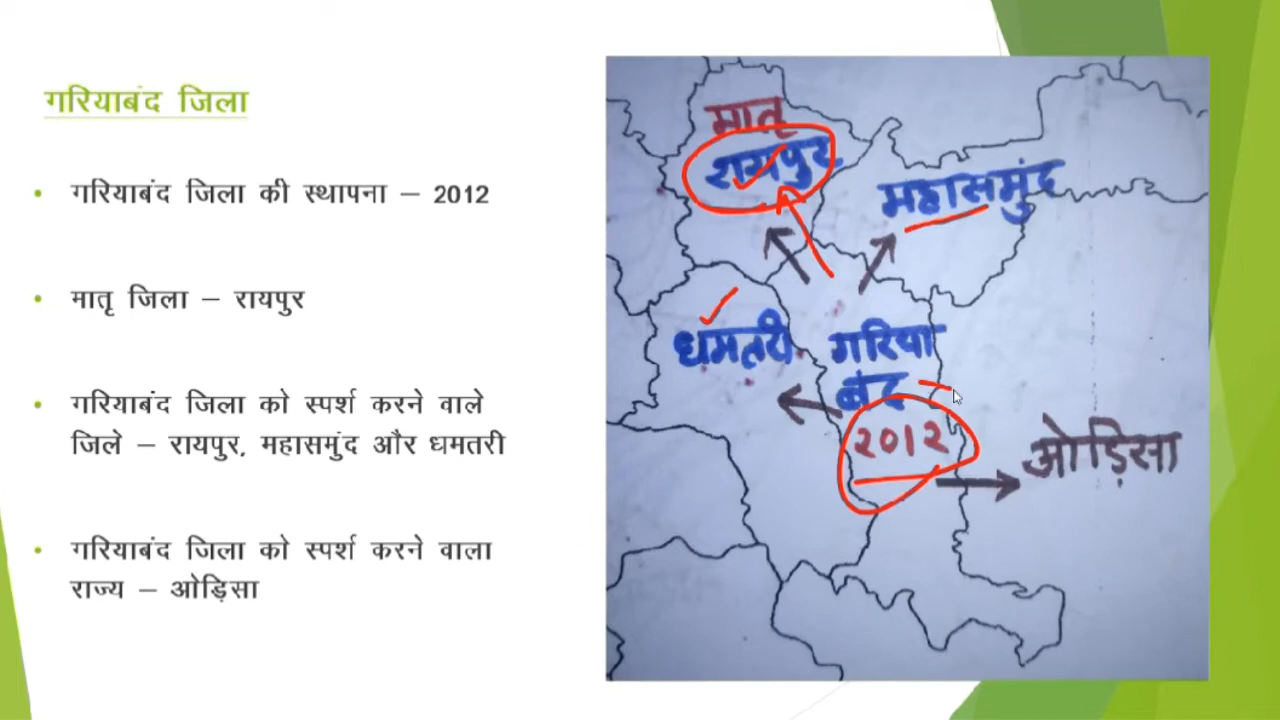 गरियाबंद जिला
गरियाबंद जिला की स्थापना – 2012
मातृ जिला – रायपुर
गरियाबंद जिला को स्पर्श करने वाले
जिले – रायपुर, महासमुंद और धमतरी
गरियाबंद जिला को स्पर्श करने वाला
राज्य – ओड़िसा
मातृ
रायपुर
महासमुंद
धमतरी
गरिया
बंद
२०१२
ओड़िसा